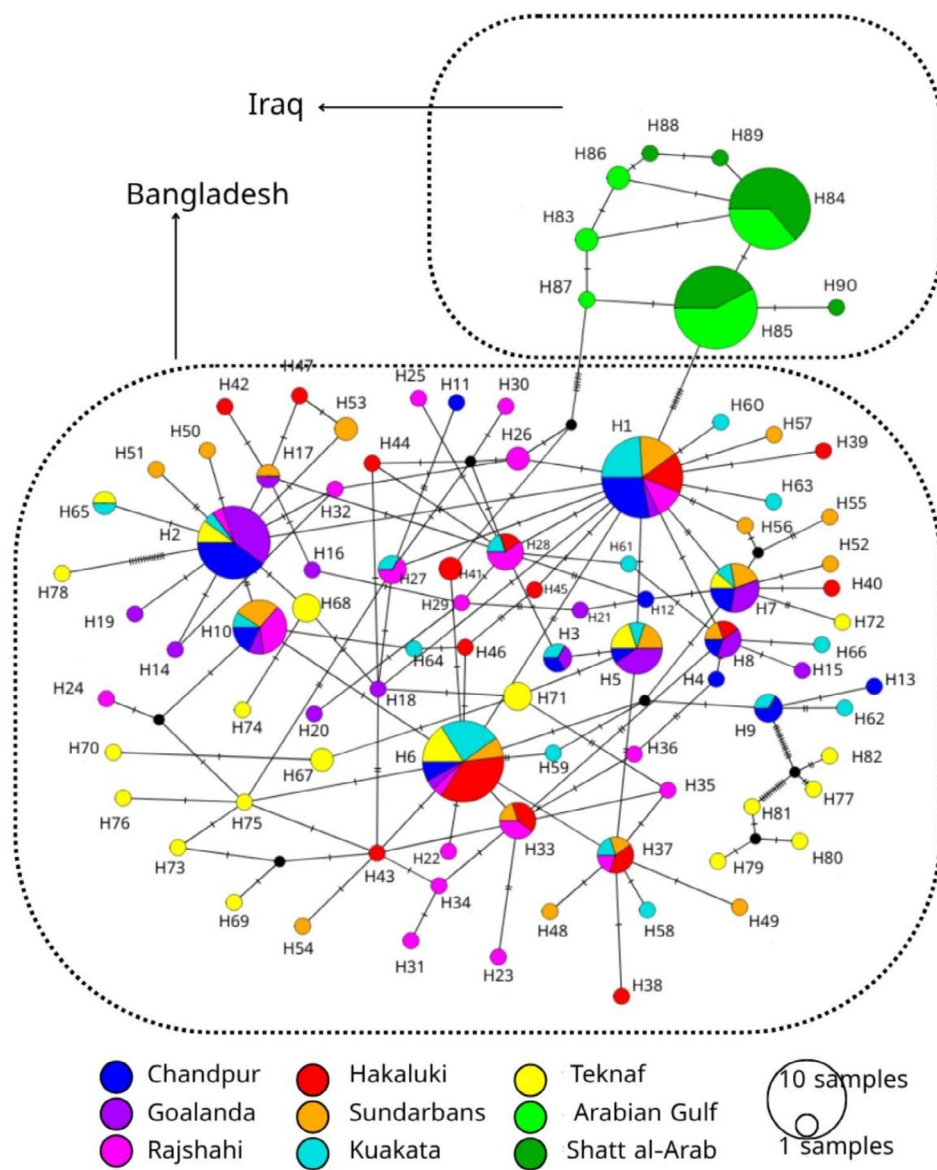 Iraq
H88
H89
H86
H84
Bangladesh
H83
H87
H90
H85
H47
H25
H11
H30
H42
H53
H1
H60
H57
H50
H17
H44
H26
H39
H51
H32
H63
H55
H65
H2
H56
H28
H61
H52
H16
H27
H41
H45
H40
H78
H12
H7
H68
H29
H21
H72
H19
H10
H3
H8
H66
H64
H46
H5
H14
H4
H15
H18
H13
H24
H71
H74
H20
H9
H62
H70
H6
H36
H67
H59
H82
H35
H76
H75
H81
H77
H33
H37
H73
H43
H22
H80
H34
H79
H69
H48
H58
H49
H54
H31
H23
H38
Chandpur Hakaluki Teknaf 10 samples
Goalanda Sundarbans Arabian Gulf
Rajshahi Kuakata Shatt al-Arab 1 samples